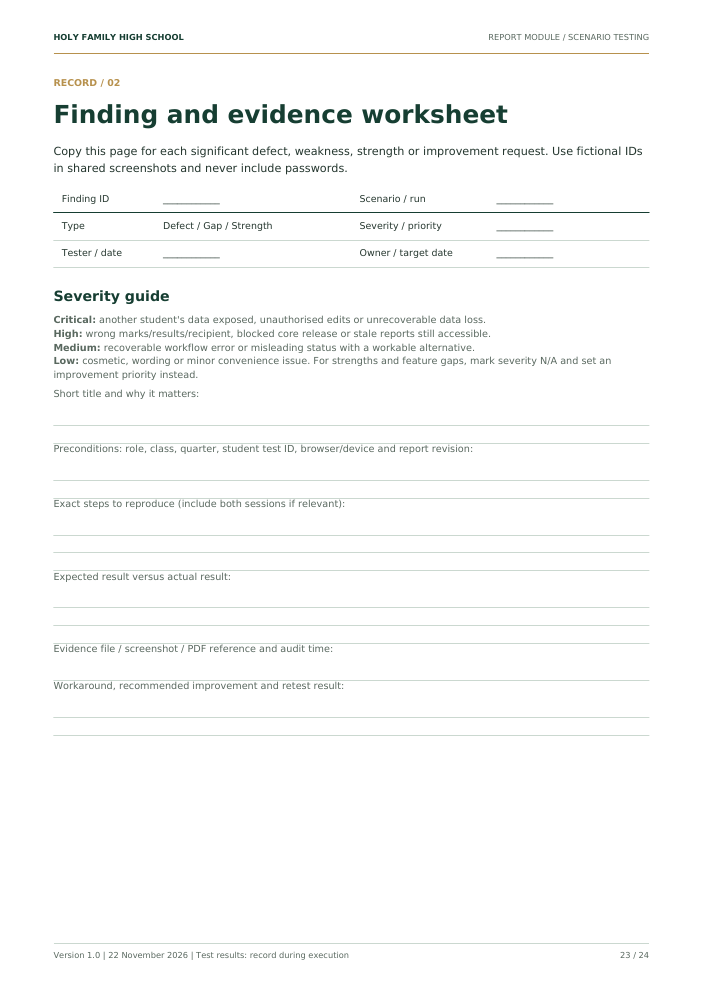 HOLY FAMILY HIGH SCHOOL
REPORT MODULE / SCENARIO TESTING
RECORD / 02
Finding and evidence worksheet
Copy this page for each significant defect, weakness, strength or improvement request. Use fictional IDs
in shared screenshots and never include passwords.
Finding ID ____________ Scenario / run ____________
Type Defect / Gap / Strength Severity / priority ____________
Tester / date ____________ Owner / target date ____________
Severity guide
Critical: another student's data exposed, unauthorised edits or unrecoverable data loss.
High: wrong marks/results/recipient, blocked core release or stale reports still accessible.
Medium: recoverable workflow error or misleading status with a workable alternative.
Low: cosmetic, wording or minor convenience issue. For strengths and feature gaps, mark severity N/A and set an
improvement priority instead.
Short title and why it matters:
Preconditions: role, class, quarter, student test ID, browser/device and report revision:
Exact steps to reproduce (include both sessions if relevant):
Expected result versus actual result:
Evidence file / screenshot / PDF reference and audit time:
Workaround, recommended improvement and retest result:
Version 1.0 | 22 November 2026 | Test results: record during execution
23 / 24